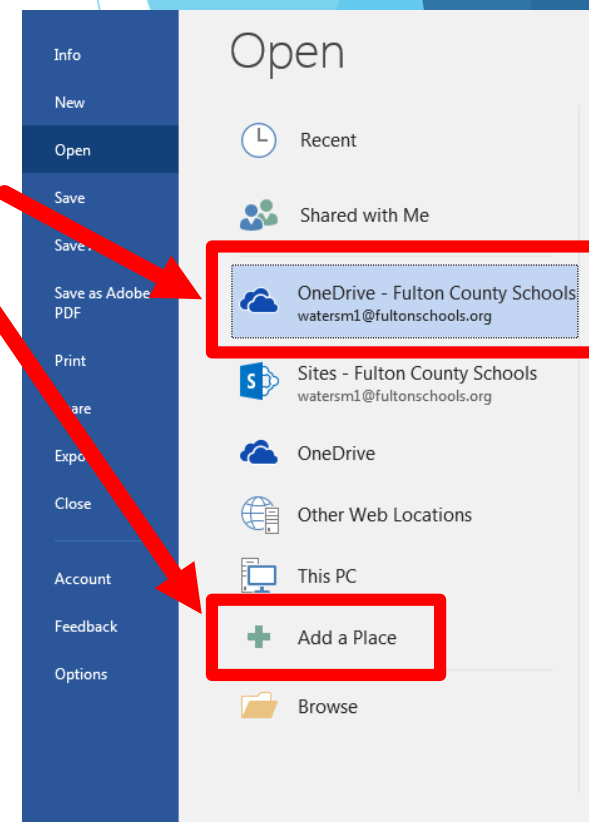 Info
New
Open
Save
Save
Save as Adobe
PDF
Print
Close
Account
Feedback
Options
Open
Recent
Shared with Me
OneDrive - Fulton County Schools
watersm1@fultonschools.org
Sites - Fulton County Schools
watersm1@fultonschools.org
OneDrive
Other Web Locations
This PC
Add a Place
Browse